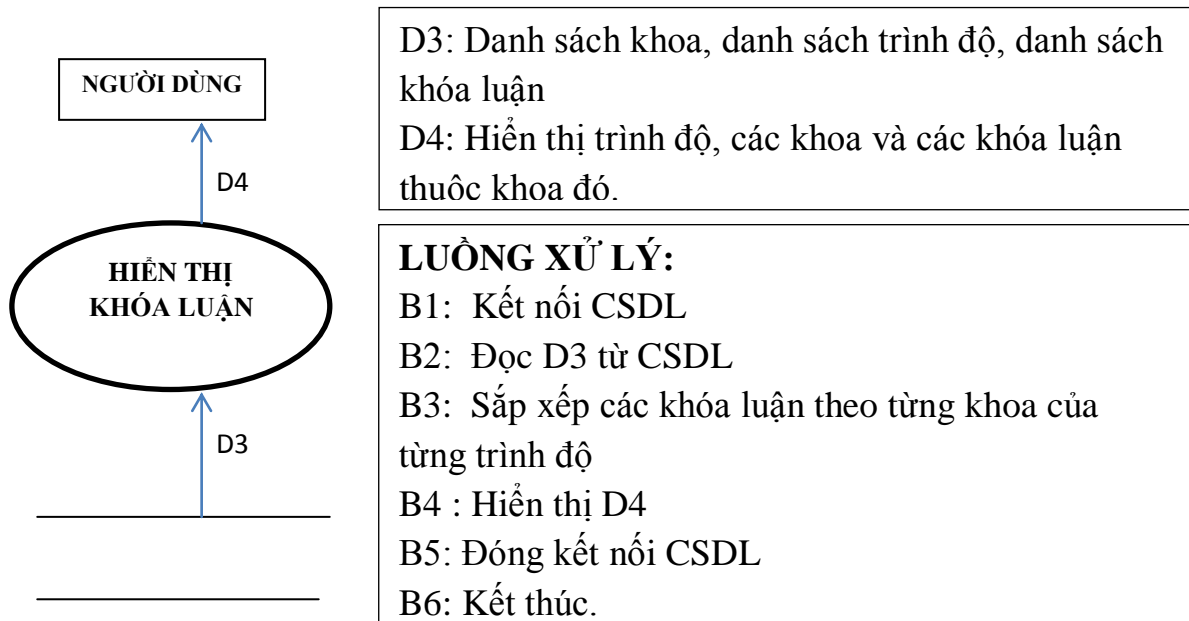 NGƯỜI DÙNG
D4
HIỂN THỊ
KHÓA LUẬN
D3
D3: Danh sách khoa, danh sách trình độ, danh sách
khóa luận
D4: Hiển thị trình độ, các khoa và các khóa luận
thuộc khoa đó.
LUỒNG XỬ LÝ:
B1: Kết nối CSDL
B2: Đọc D3 từ CSDL
B3: Sắp xếp các khóa luận theo từng khoa của
từng trình độ
B4 : Hiển thị D4
B5: Đóng kết nối CSDL
B6: Kết thúc.